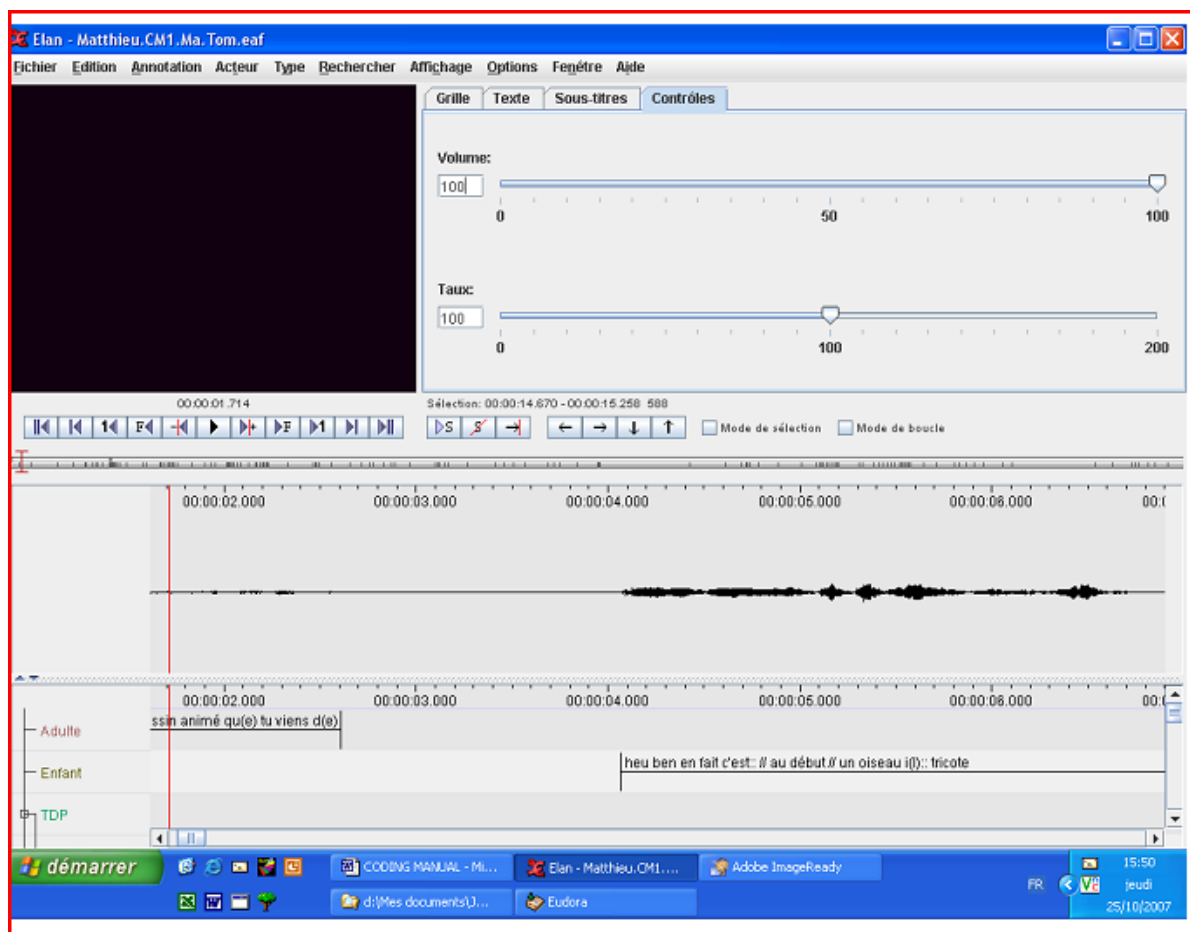 Elan - Matthieu.CM1.Ma.Tom.eaf
Fichier Edition Annotation Acteur Type Rechercher Affichage Options Fenétre Aide
Grille Texte Sous-titres Contrôles
Volume:
100
0 50 100
Taux:
100
0 100 200
00:00:01.714
Sélection: 00:00:14.670 - 00:00:15.258 588
1 F F 1 S S Mode de sélection Mode de boucle
00:00:02.000 00:00:03.000 00:00:04.000 00:00:05.000 00:00:06.000 00:(
00:00:02.000 00:00:03.000 00:00:04.000 00:00:05.000 00:00:06.000 00:(
Adulte ssin animé qu(e) tu viens d(e)
Enfant heu ben en fait c'est:: // au début // un oiseau i(l):: tricote
TDP
démarrer CODING MANUAL - Mi... Elan - Matthieu.CM1.... Adobe ImageReady 15:50
FR jeudi
d:\Mes documents\J... Eudora 25/10/2007